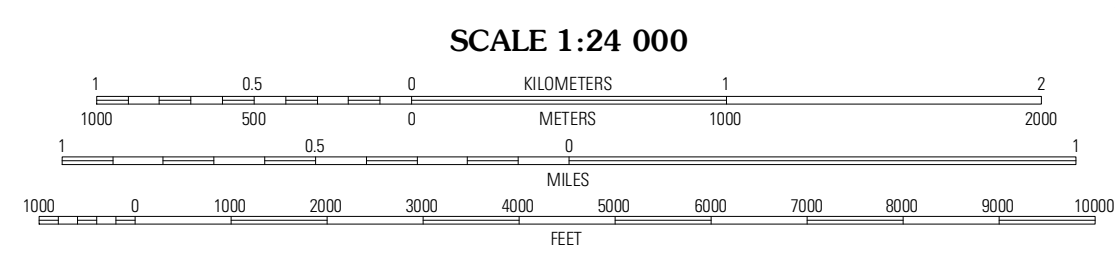 SCALE 1:24 000
1 0.5 0 KILOMETERS 1 2
1000 500 0 METERS 1000 2000
1 0.5 0 1
MILES
1000 0 1000 2000 3000 4000 5000 6000 7000 8000 9000 10000
FEET